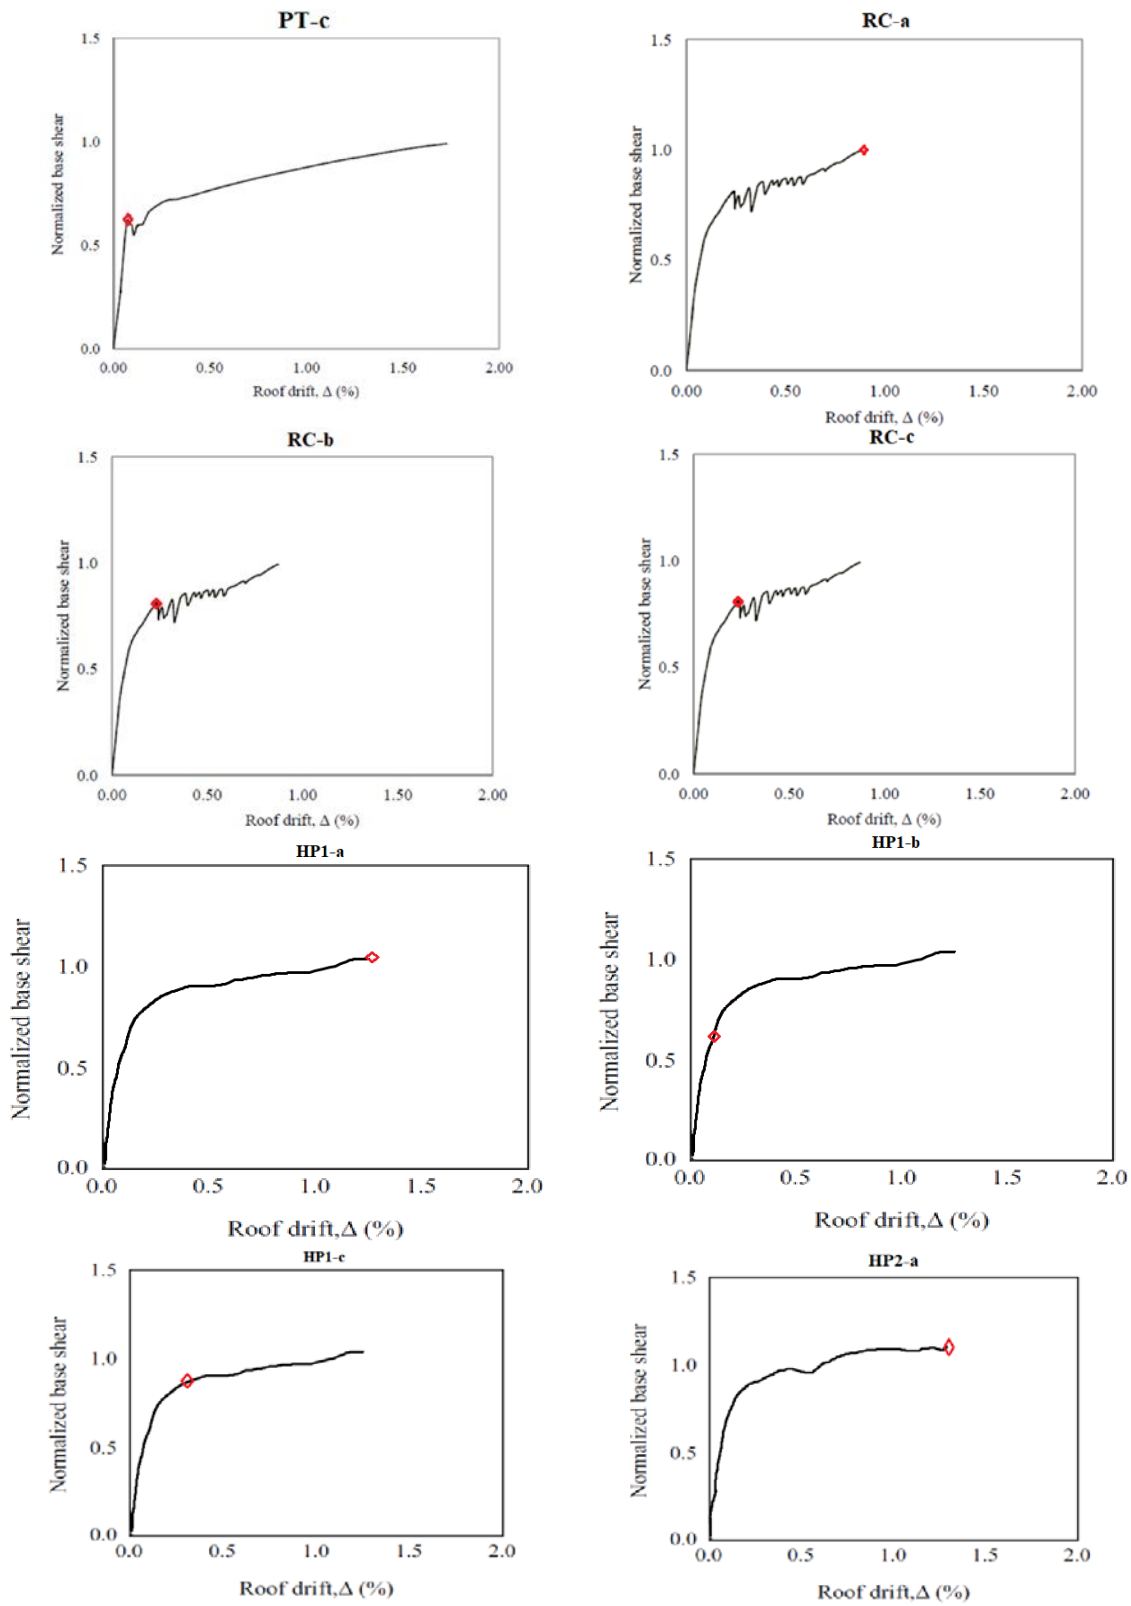 PT-c
1.5
1.0
0.5
0.0
Normalized base shear
0.00 0.50 1.00 1.50 2.00
Roof drift, Δ (%)
RC-a
1.5
1.0
0.5
0.0
Normalized base shear
0.00 0.50 1.00 1.50 2.00
Roof drift, Δ (%)
RC-b
1.5
1.0
0.5
0.0
Normalized base shear
0.00 0.50 1.00 1.50 2.00
Roof drift, Δ (%)
RC-c
1.5
1.0
0.5
0.0
Normalized base shear
0.00 0.50 1.00 1.50 2.00
Roof drift, Δ (%)
HP1-a
1.5
1.0
0.5
0.0
Normalized base shear
0.0 0.5 1.0 1.5 2.0
Roof drift,Δ (%)
HP1-b
1.5
1.0
0.5
0.0
Normalized base shear
0.0 0.5 1.0 1.5 2.0
Roof drift,Δ (%)
HP1-c
1.5
1.0
0.5
0.0
Normalized base shear
0.0 0.5 1.0 1.5 2.0
Roof drift,Δ (%)
HP2-a
1.5
1.0
0.5
0.0
Normalized base shear
0.0 0.5 1.0 1.5 2.0
Roof drift,Δ (%)